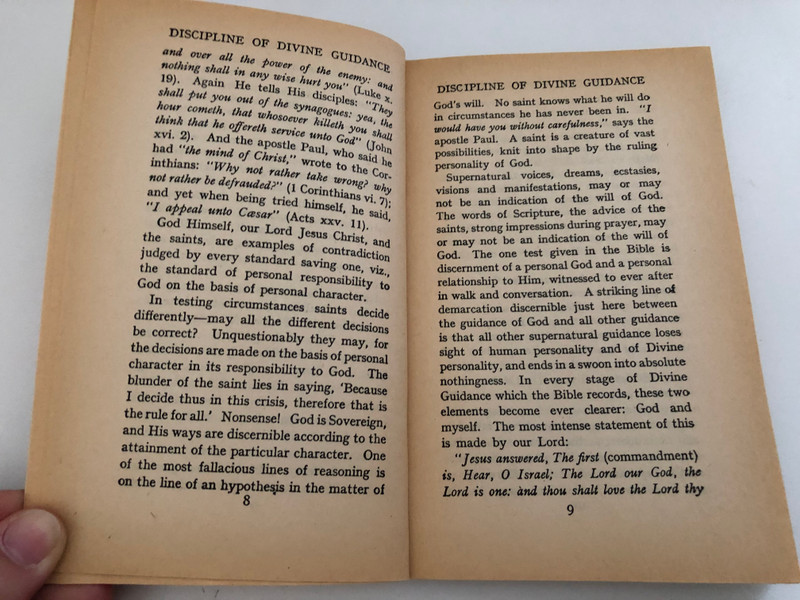 DISCIPLINE OF DIVINE GUIDANCE
and over all the power of the enemy: and
nothing shall in any wise hurt you" (Luke x.
19). Again He tells His disciples: "They
shall put you out of the synagogues: yea, the
hour cometh, that whosoever killeth you shall
think that he offereth service unto God" (John
xvi. 2). And the apostle Paul, who said he
had "the mind of Christ," wrote to the Cor-
inthians: "Why not rather take wrong? why
not rather be defrauded?" (1 Corinthians vi. 7);
and yet when being tried himself, he said,
"I appeal unto Cæsar" (Acts xxv. 11).
God Himself, our Lord Jesus Christ, and
the saints, are examples of contradiction
judged by every standard saving one, viz.,
the standard of personal responsibility to
God on the basis of personal character.
In testing circumstances saints decide
differently—may all the different decisions
be correct? Unquestionably they may, for
the decisions are made on the basis of personal
character in its responsibility to God. The
blunder of the saint lies in saying, 'Because
I decide thus in this crisis, therefore that is
the rule for all.' Nonsense! God is Sovereign,
and His ways are discernible according to the
attainment of the particular character. One
of the most fallacious lines of reasoning is
on the line of an hypothesis in the matter of
8
DISCIPLINE OF DIVINE GUIDANCE
God's will. No saint knows what he will do
in circumstances he has never been in. "I
would have you without carefulness," says the
apostle Paul. A saint is a creature of vast
possibilities, knit into shape by the ruling
personality of God.
Supernatural voices, dreams, ecstasies,
visions and manifestations, may or may
not be an indication of the will of God.
The words of Scripture, the advice of the
saints, strong impressions during prayer, may
or may not be an indication of the will of
God. The one test given in the Bible is
discernment of a personal God and a personal
relationship to Him, witnessed to ever after
in walk and conversation. A striking line of
demarcation discernible just here between
the guidance of God and all other guidance
is that all other supernatural guidance loses
sight of human personality and of Divine
personality, and ends in a swoon into absolute
nothingness. In every stage of Divine
Guidance which the Bible records, these two
elements become ever clearer: God and
myself. The most intense statement of this
is made by our Lord:
"Jesus answered, The first (commandment)
is, Hear, O Israel; The Lord our God, the
Lord is one: and thou shalt love the Lord thy
9